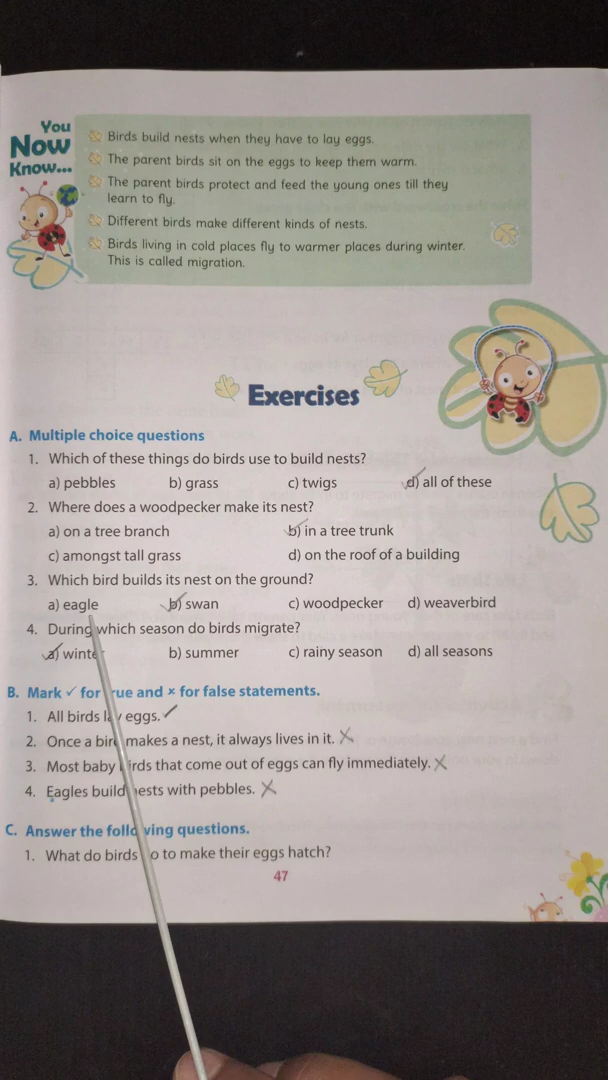 You
Now
Know...
Birds build nests when they have to lay eggs.
The parent birds sit on the eggs to keep them warm.
The parent birds protect and feed the young ones till they
learn to fly.
Different birds make different kinds of nests.
Birds living in cold places fly to warmer places during winter.
This is called migration.
Exercises
A. Multiple choice questions
1. Which of these things do birds use to build nests?
a) pebbles b) grass c) twigs d) all of these
2. Where does a woodpecker make its nest?
a) on a tree branch b) in a tree trunk
c) amongst tall grass d) on the roof of a building
3. Which bird builds its nest on the ground?
a) eagle b) swan c) woodpecker d) weaverbird
4. During which season do birds migrate?
a) winter b) summer c) rainy season d) all seasons
B. Mark ✓ for true and × for false statements.
1. All birds lay eggs. ✓
2. Once a bird makes a nest, it always lives in it. ×
3. Most baby birds that come out of eggs can fly immediately. ×
4. Eagles build nests with pebbles. ×
C. Answer the following questions.
1. What do birds do to make their eggs hatch?
47